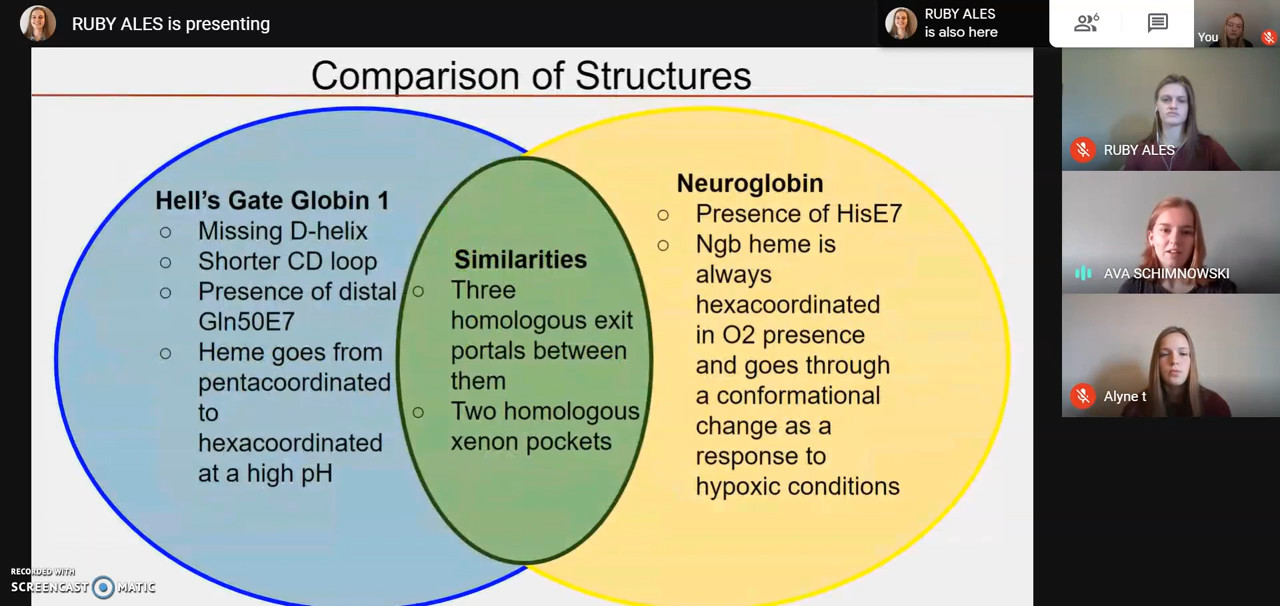 RUBY ALES is presenting
RUBY ALES
is also here
6
You
Comparison of Structures
Hell's Gate Globin 1
○ Missing D-helix
○ Shorter CD loop
○ Presence of distal
Gln50E7
○ Heme goes from
pentacoordinated
to
hexacoordinated
at a high pH
Similarities
○ Three
homologous exit
portals between
them
○ Two homologous
xenon pockets
Neuroglobin
○ Presence of HisE7
○ Ngb heme is
always
hexacoordinated
in O2 presence
and goes through
a conformational
change as a
response to
hypoxic conditions
RUBY ALES
AVA SCHIMNOWSKI
Alyne t
RECORDED WITH
SCREENCAST MATIC